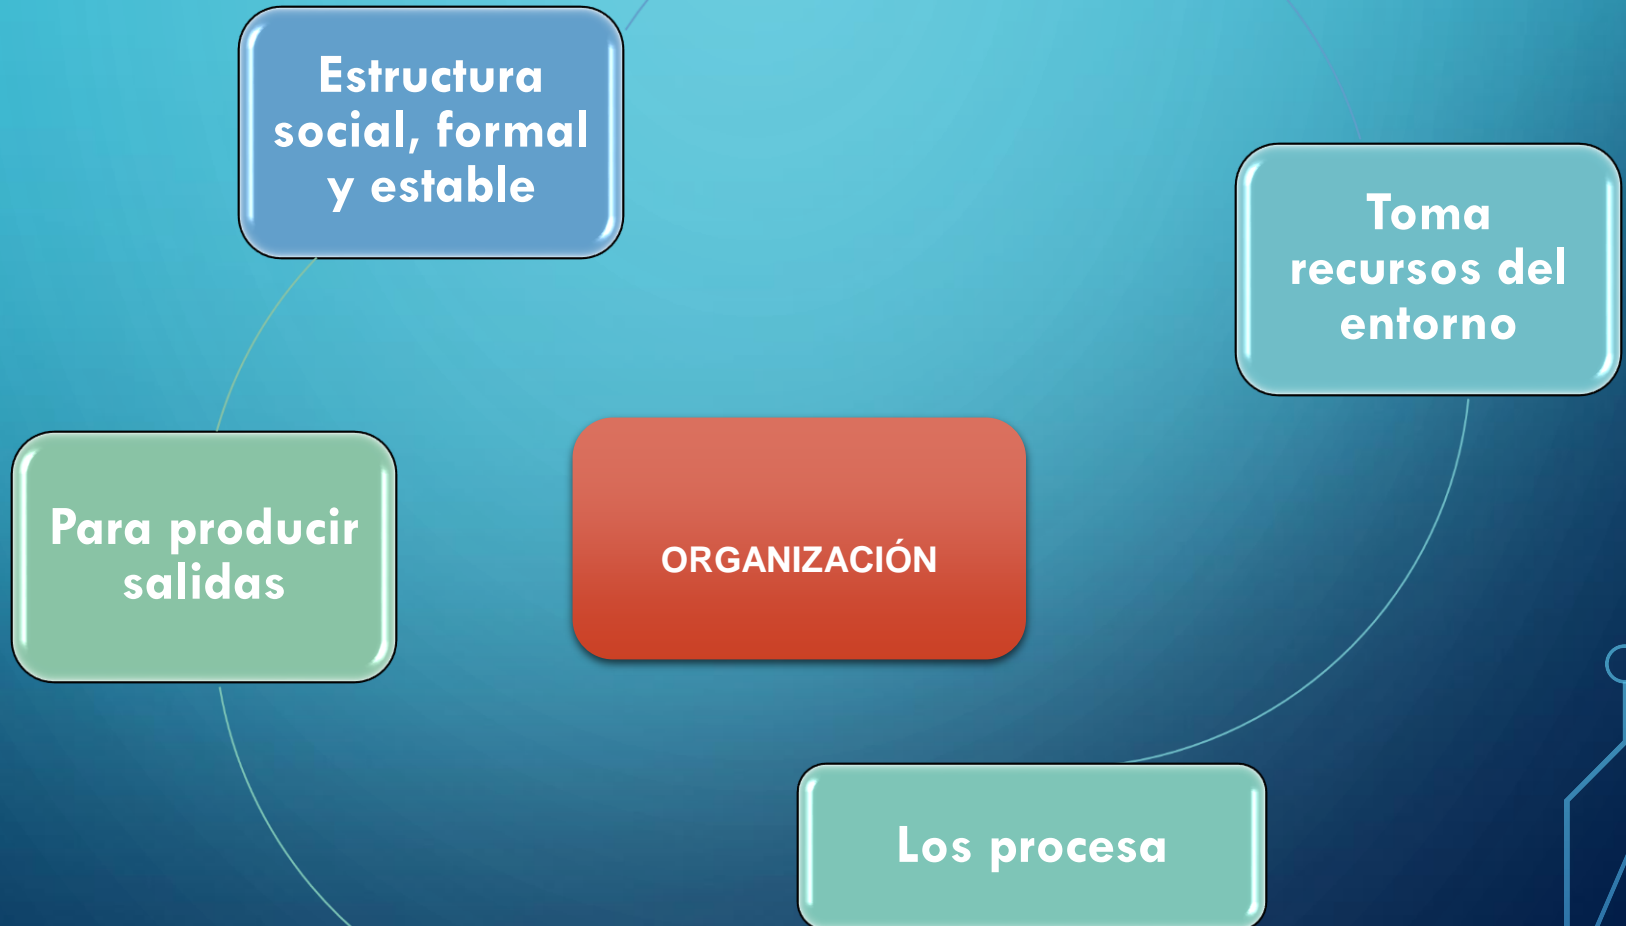 Estructura
social, formal
y estable
Toma
recursos del
entorno
Los procesa
Para producir
salidas
ORGANIZACIÓN